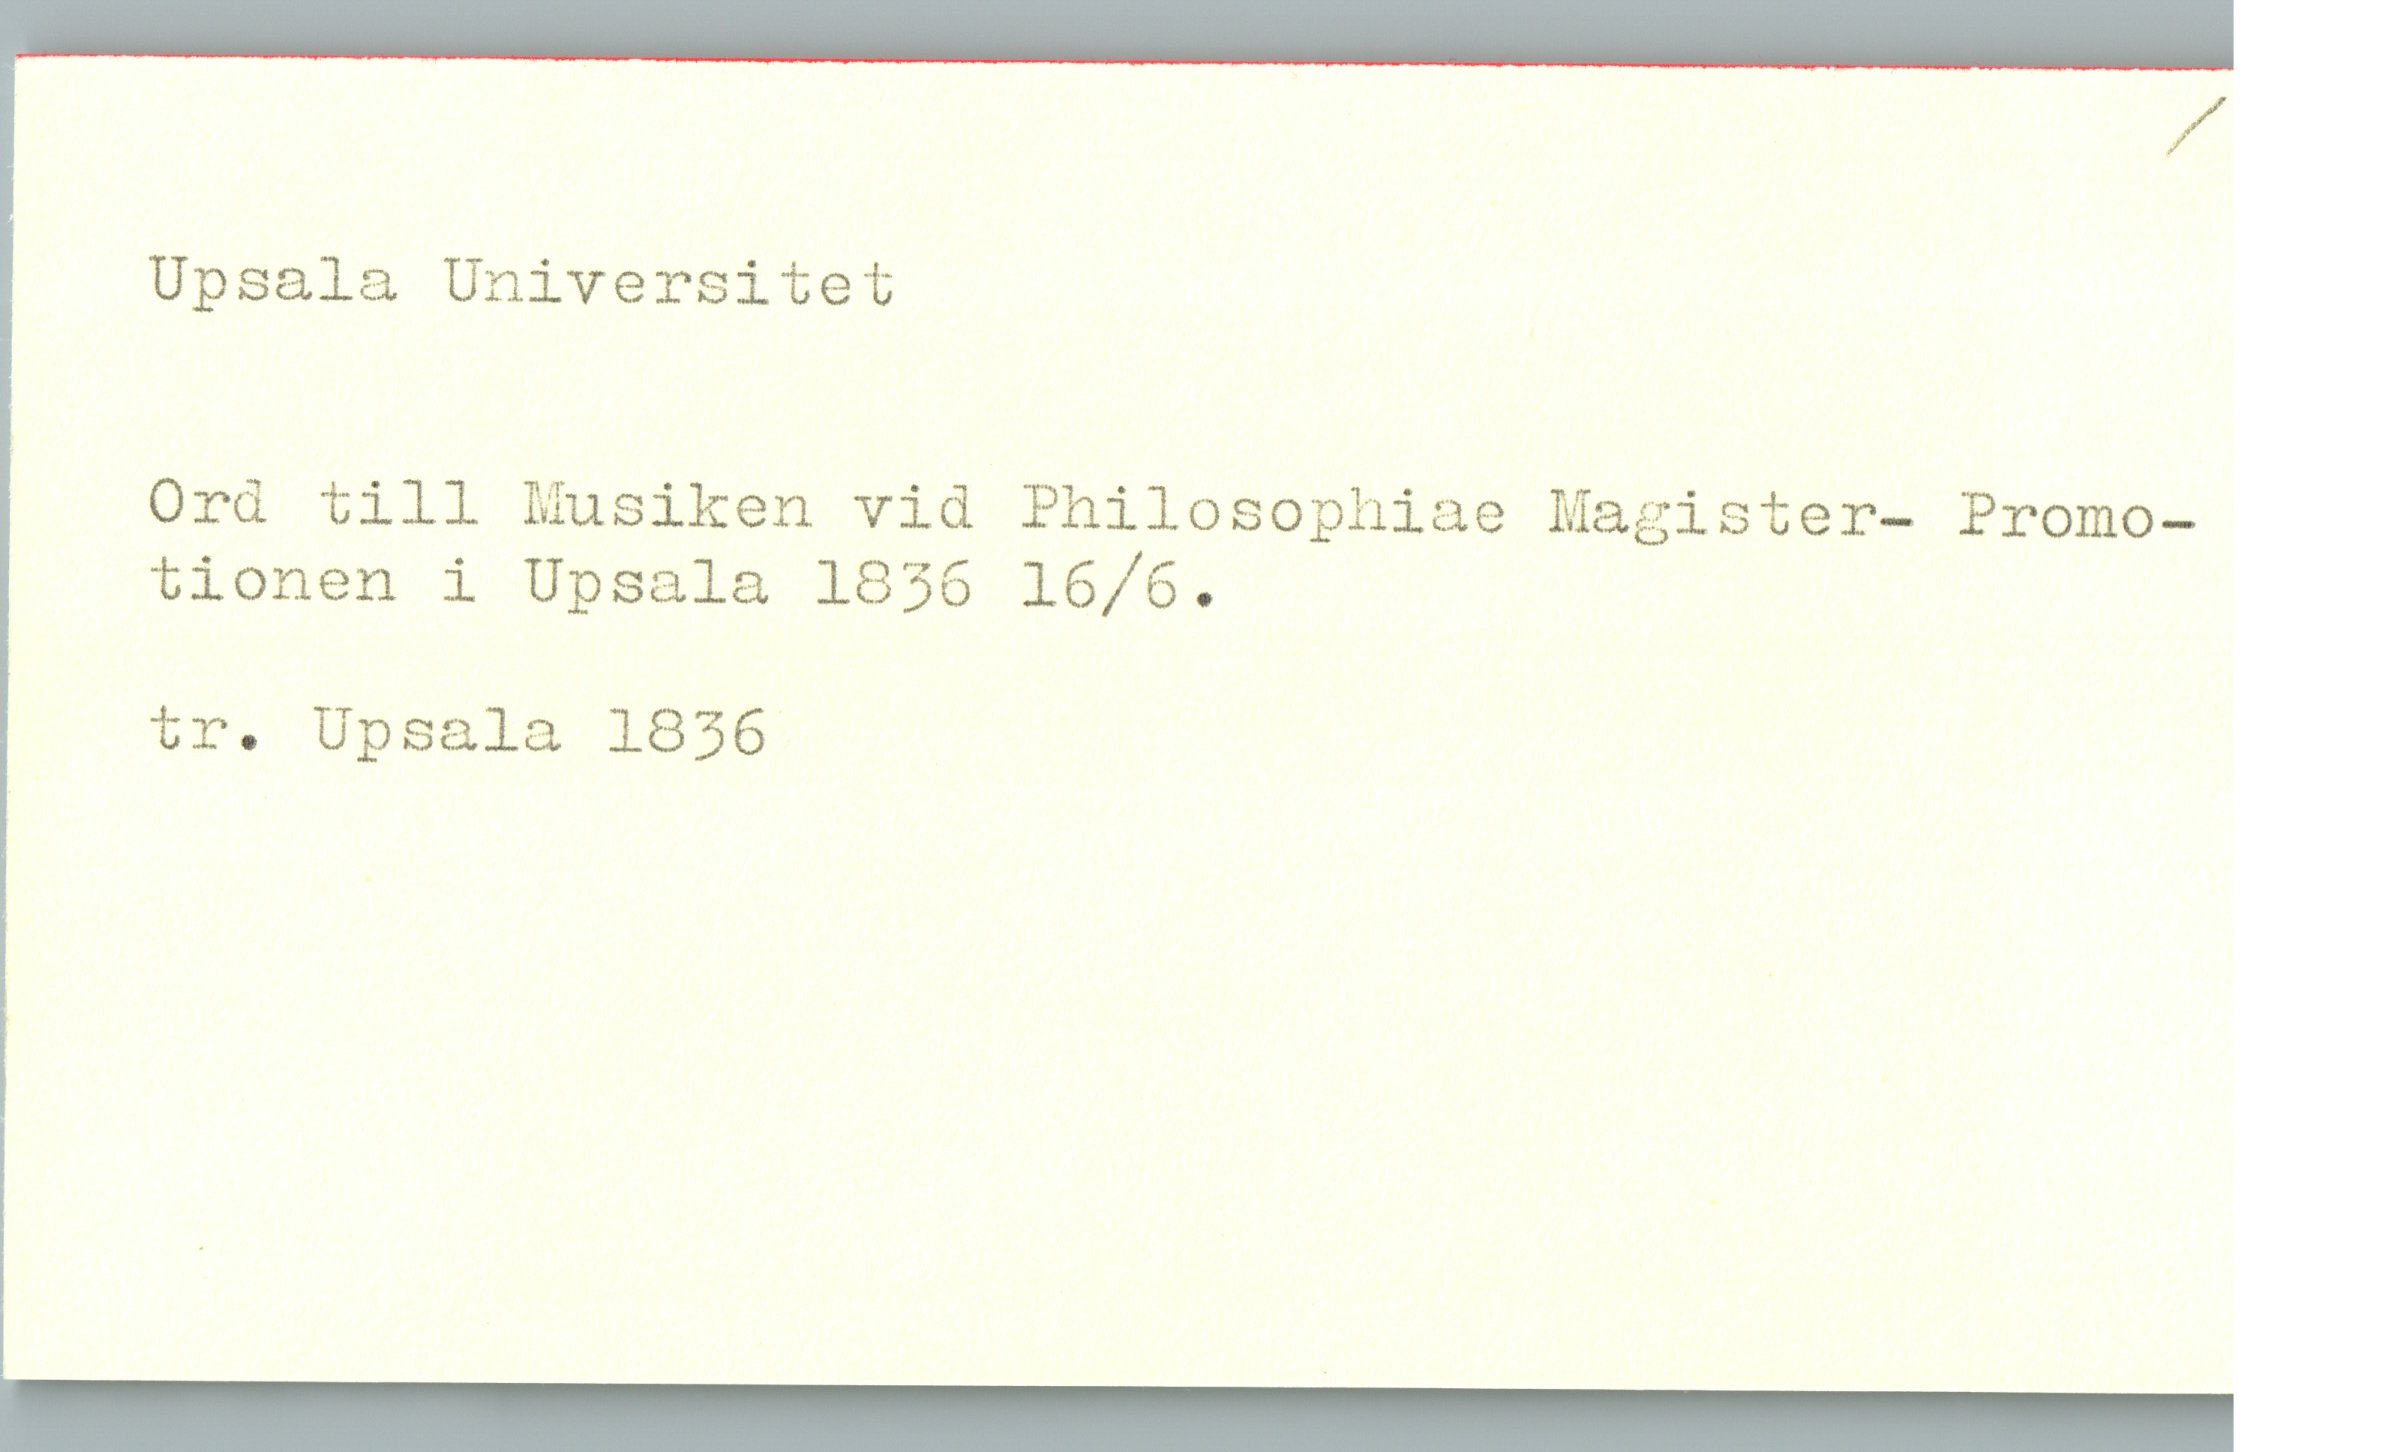 Upsala Universitet
Ord till Musiken vid Philosophiae Magister- Promo-
tionen i Upsala 1836 16/6.
tr. Upsala 1836